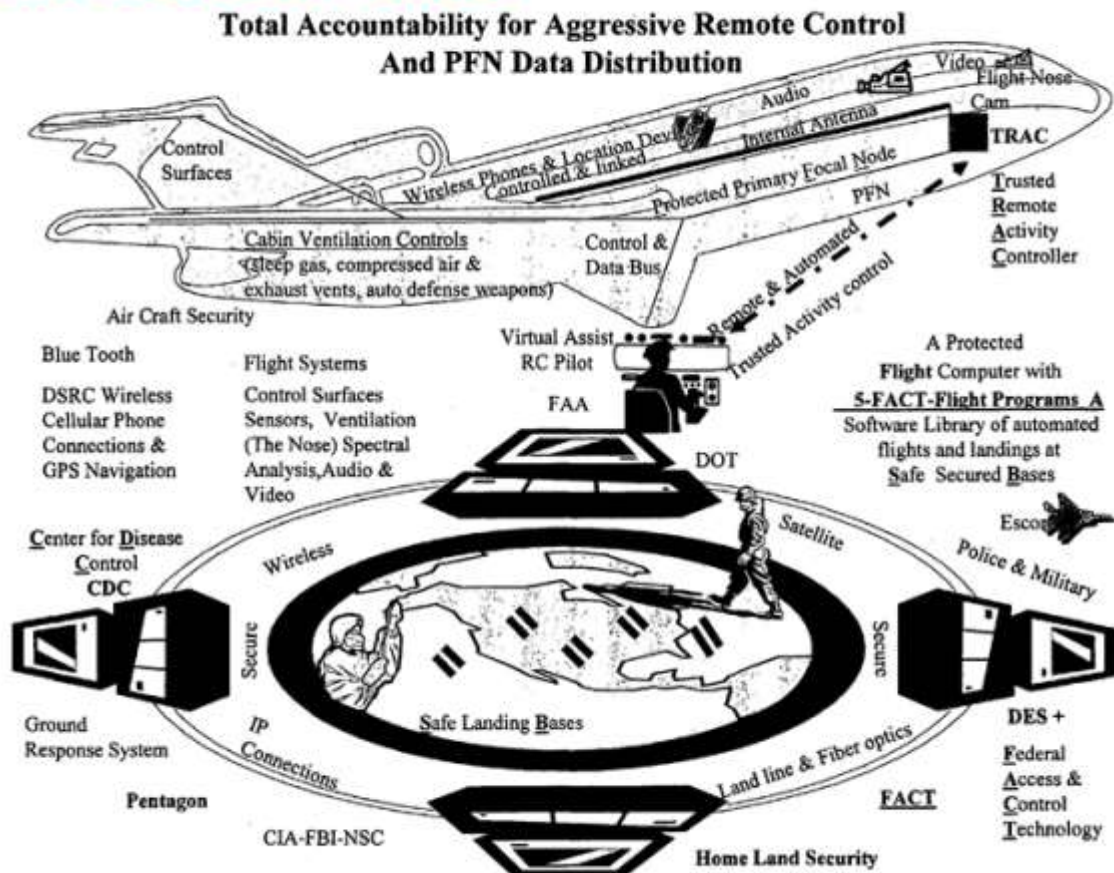 Total Accountability for Aggressive Remote Control
And PFN Data Distribution
Video
Flight Nose
Cam
Audio
Internal Antenna
Wireless Phones & Location Dev
Controlled & linked
Protected Primary Focal Node
PFN
TRAC
Trusted
Remote
Activity
Controller
Control
Surfaces
Cabin Ventilation Controls
(sleep gas, compressed air &
exhaust vents, auto defense weapons)
Control &
Data Bus
Remote & Automated
Trusted Activity control
Air Craft Security
Virtual Assist
RC Pilot
FAA
DOT
Blue Tooth
DSRC Wireless
Cellular Phone
Connections &
GPS Navigation
Flight Systems
Control Surfaces
Sensors, Ventilation
(The Nose) Spectral
Analysis,Audio &
Video
A Protected
Flight Computer with
5-FACT-Flight Programs A
Software Library of automated
flights and landings at
Safe Secured Bases
Escor
Police & Military
Center for Disease
Control
CDC
Wireless
Satellite
Secure
Secure
IP
Connections
Land line & Fiber optics
Safe Landing Bases
Ground
Response System
Pentagon
CIA-FBI-NSC
Home Land Security
FACT
DES +
Federal
Access &
Control
Technology